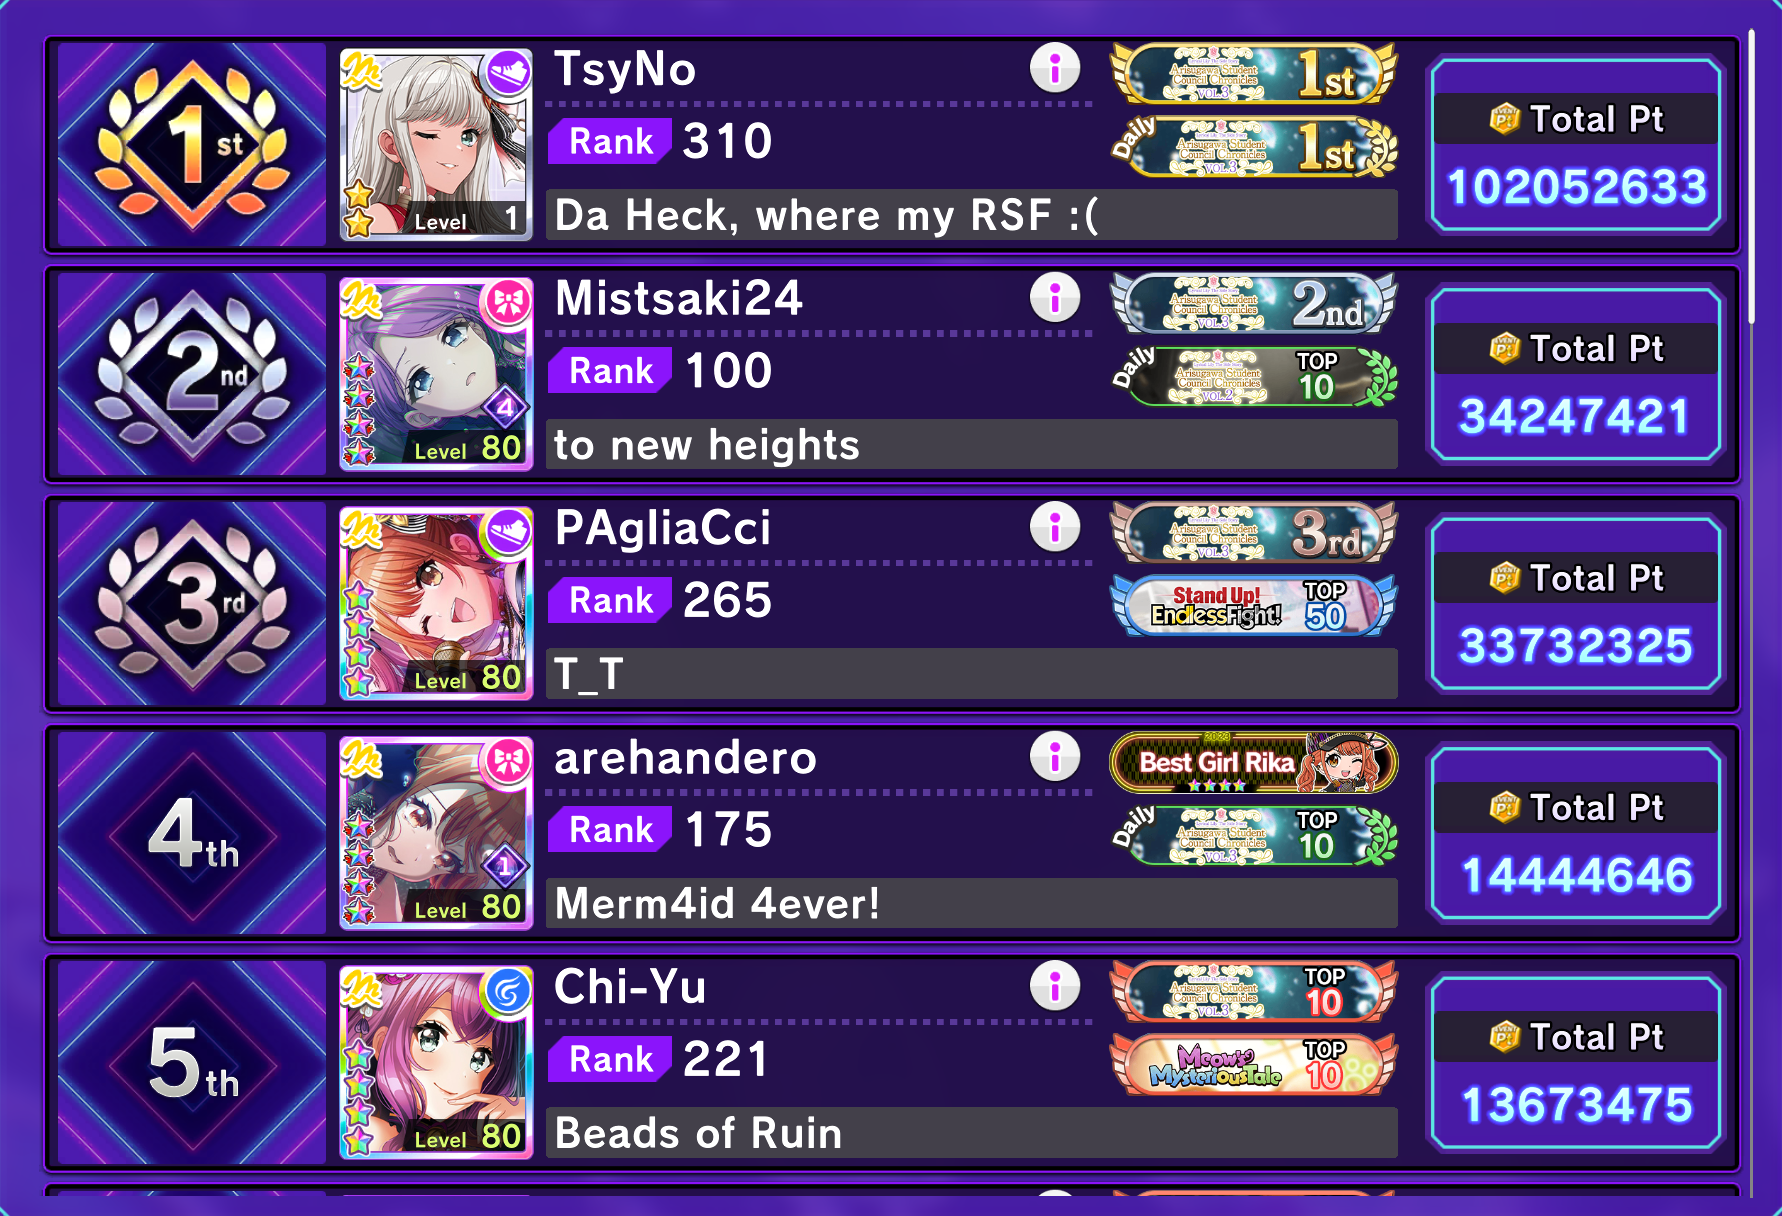 1st
Level 1
TsyNo
Rank 310
Da Heck, where my RSF :(
Arisugawa Student
Council Chronicles
VOL.3
1st
Daily
Arisugawa Student
Council Chronicles
VOL.3
1st
Total Pt
102052633
2nd
4
Level 80
Mistsaki24
Rank 100
to new heights
Arisugawa Student
Council Chronicles
VOL.3
2nd
Daily
Arisugawa Student
Council Chronicles
VOL.2
TOP
10
Total Pt
34247421
3rd
Level 80
PAgliaCci
Rank 265
T_T
Arisugawa Student
Council Chronicles
VOL.3
3rd
Stand Up!
EndlessFight!
TOP
50
Total Pt
33732325
4th
1
Level 80
arehandero
Rank 175
Merm4id 4ever!
2023
Best Girl Rika
Daily
Arisugawa Student
Council Chronicles
VOL.3
TOP
10
Total Pt
14444646
5th
Level 80
Chi-Yu
Rank 221
Beads of Ruin
Arisugawa Student
Council Chronicles
VOL.3
TOP
10
Meow's
MysteriousTale
TOP
10
Total Pt
13673475